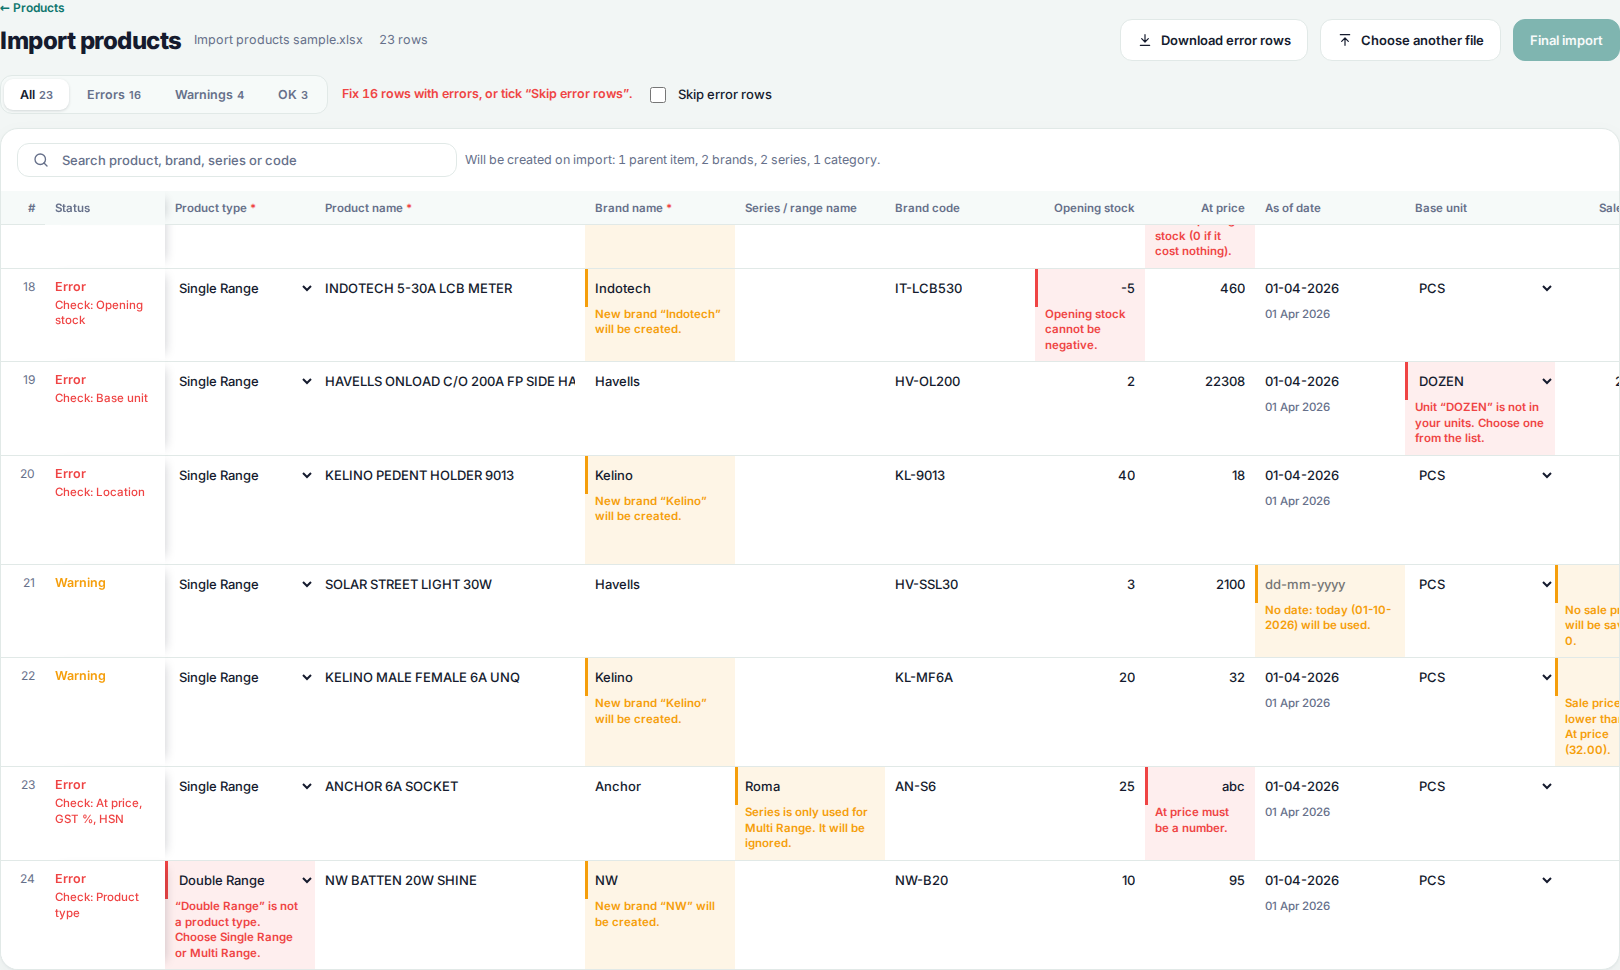 ← Products
Import products Import products sample.xlsx 23 rows
Download error rows Choose another file Final import
All 23 Errors 16 Warnings 4 OK 3 Fix 16 rows with errors, or tick “Skip error rows”. Skip error rows
Search product, brand, series or code Will be created on import: 1 parent item, 2 brands, 2 series, 1 category.
# Status Product type * Product name * Brand name * Series / range name Brand code Opening stock At price As of date Base unit
stock (0 if it
cost nothing).
18 Error Single Range INDOTECH 5-30A LCB METER Indotech IT-LCB530 -5 460 01-04-2026 PCS
Check: Opening New brand “Indotech” Opening stock 01 Apr 2026
stock will be created. cannot be
negative.
19 Error Single Range HAVELLS ONLOAD C/O 200A FP SIDE HA Havells HV-OL200 2 22308 01-04-2026 DOZEN
Check: Base unit 01 Apr 2026 Unit “DOZEN” is not in
your units. Choose one
from the list.
20 Error Single Range KELINO PEDENT HOLDER 9013 Kelino KL-9013 40 18 01-04-2026 PCS
Check: Location New brand “Kelino” 01 Apr 2026
will be created.
21 Warning Single Range SOLAR STREET LIGHT 30W Havells HV-SSL30 3 2100 dd-mm-yyyy PCS
No date: today (01-10- No sale
2026) will be used. will be
0.
22 Warning Single Range KELINO MALE FEMALE 6A UNQ Kelino KL-MF6A 20 32 01-04-2026 PCS
New brand “Kelino” 01 Apr 2026 Sale price
will be created. lower
At price
(32.00).
23 Error Single Range ANCHOR 6A SOCKET Anchor Roma AN-S6 25 abc 01-04-2026 PCS
Check: At price, Series is only used for At price must 01 Apr 2026
GST %, HSN Multi Range. It will be be a number.
ignored.
24 Error Double Range NW BATTEN 20W SHINE NW NW-B20 10 95 01-04-2026 PCS
Check: Product “Double Range” is not New brand “NW” will 01 Apr 2026
type a product type. be created.
Choose Single Range
or Multi Range.